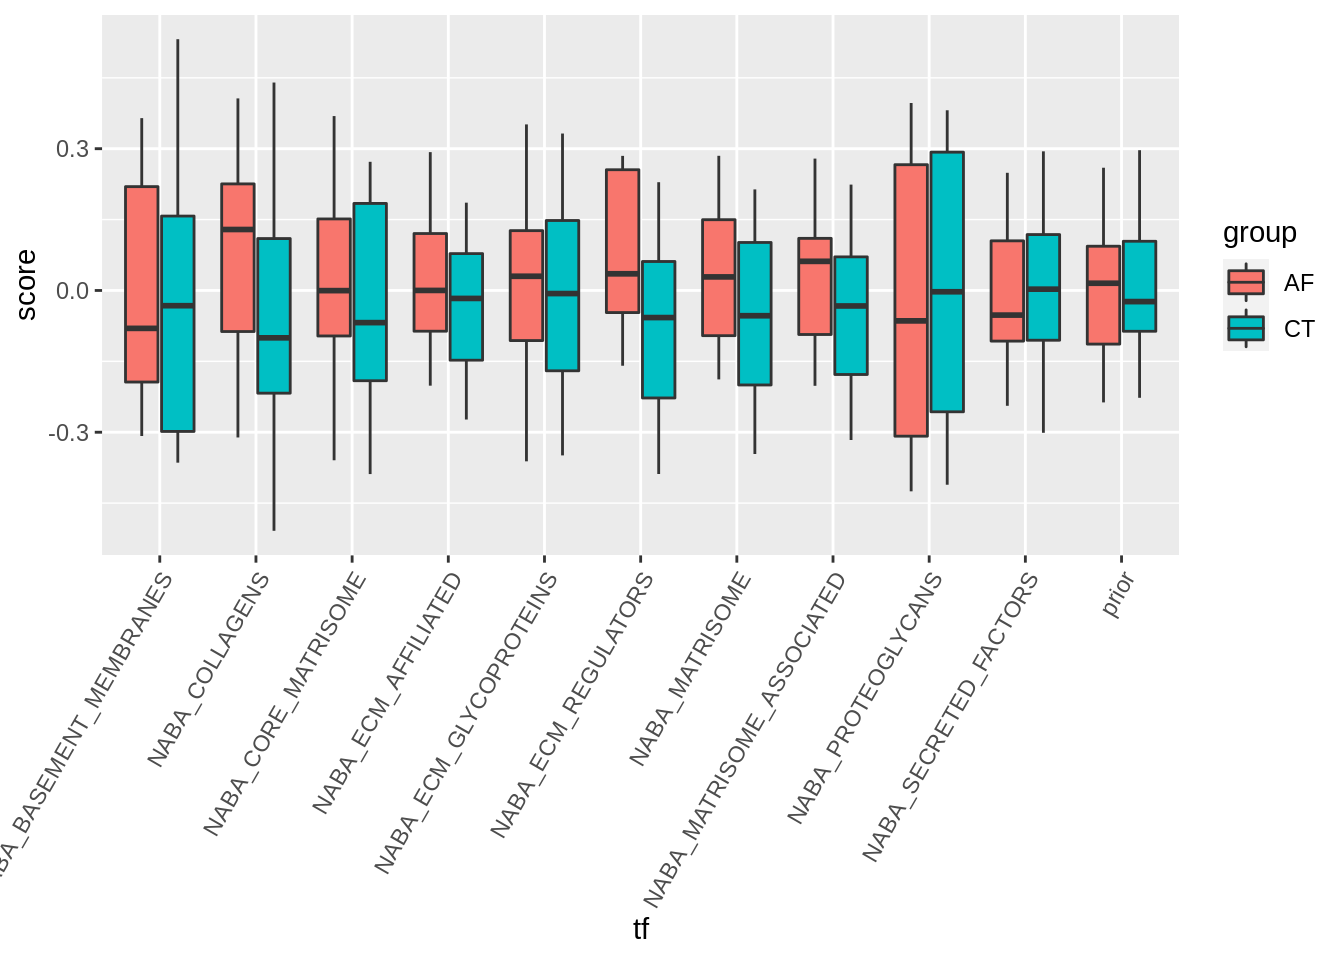 score
0.3
0.0
-0.3
BA_BASEMENT_MEMBRANES
NABA_COLLAGENS
NABA_CORE_MATRISOME
NABA_ECM_AFFILIATED
NABA_ECM_GLYCOPROTEINS
NABA_ECM_REGULATORS
NABA_MATRISOME
NABA_MATRISOME_ASSOCIATED
NABA_PROTEOGLYCANS
NABA_SECRETED_FACTORS
prior
tf
group
AF
CT